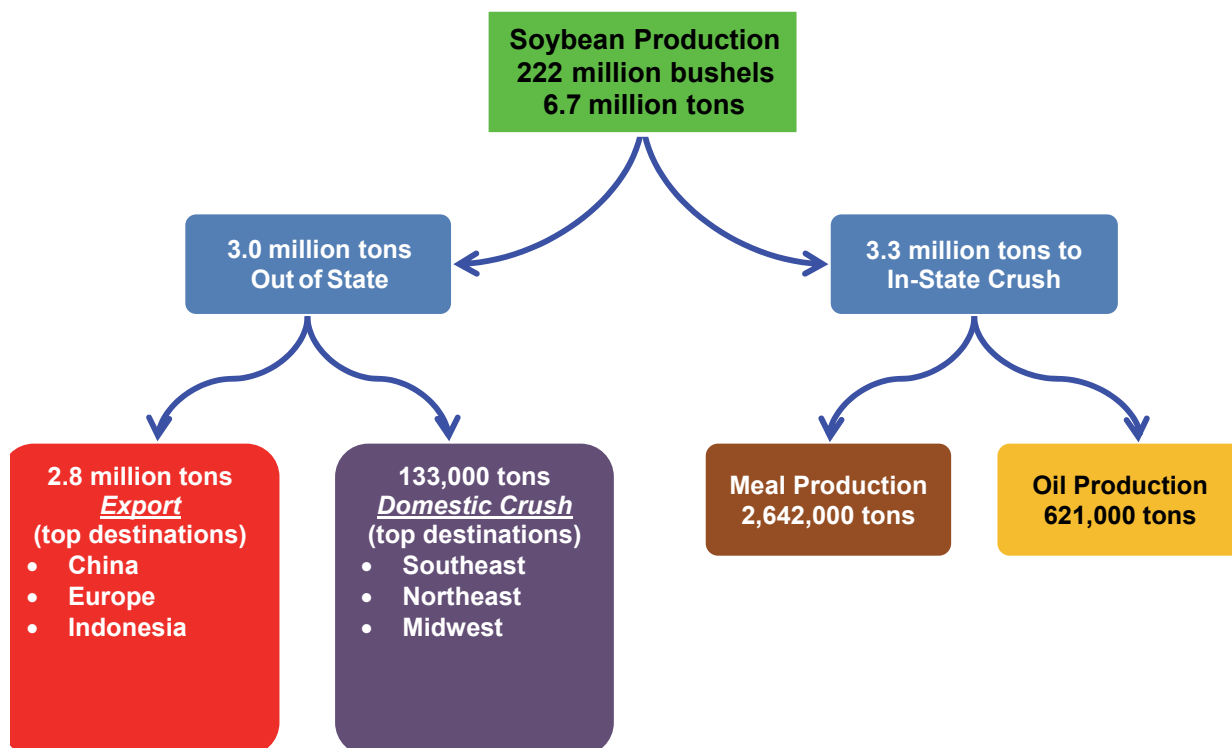 Soybean Production
222 million bushels
6.7 million tons
3.0 million tons
Out of State
3.3 million tons to
In-State Crush
2.8 million tons
Export
(top destinations)
• China
• Europe
• Indonesia
133,000 tons
Domestic Crush
(top destinations)
• Southeast
• Northeast
• Midwest
Meal Production
2,642,000 tons
Oil Production
621,000 tons